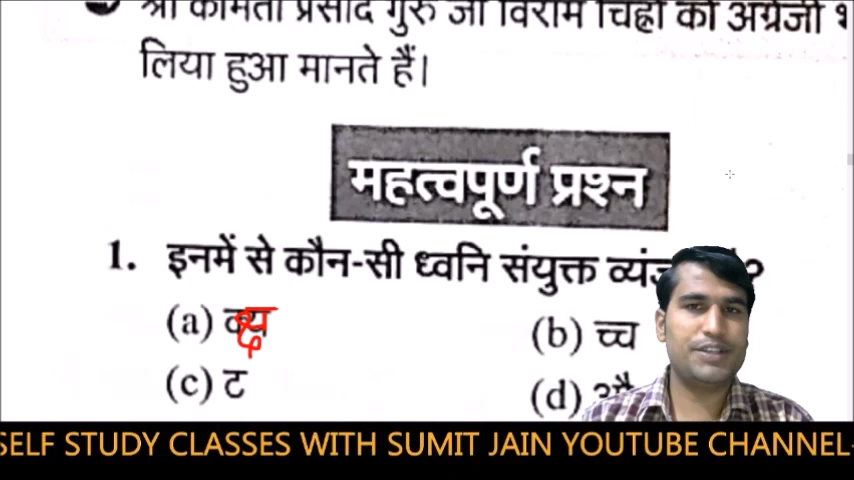 श्री कामता प्रसाद गुरु जी विराम चिह्नों को अंग्रेजी
लिया हुआ मानते हैं।
महत्वपूर्ण प्रश्न
1. इनमें से कौन-सी ध्वनि संयुक्त
(a) क्ष
(b) च्च
(c) ट
(d) औ
SELF STUDY CLASSES WITH SUMIT JAIN YOUTUBE CHANNEL-